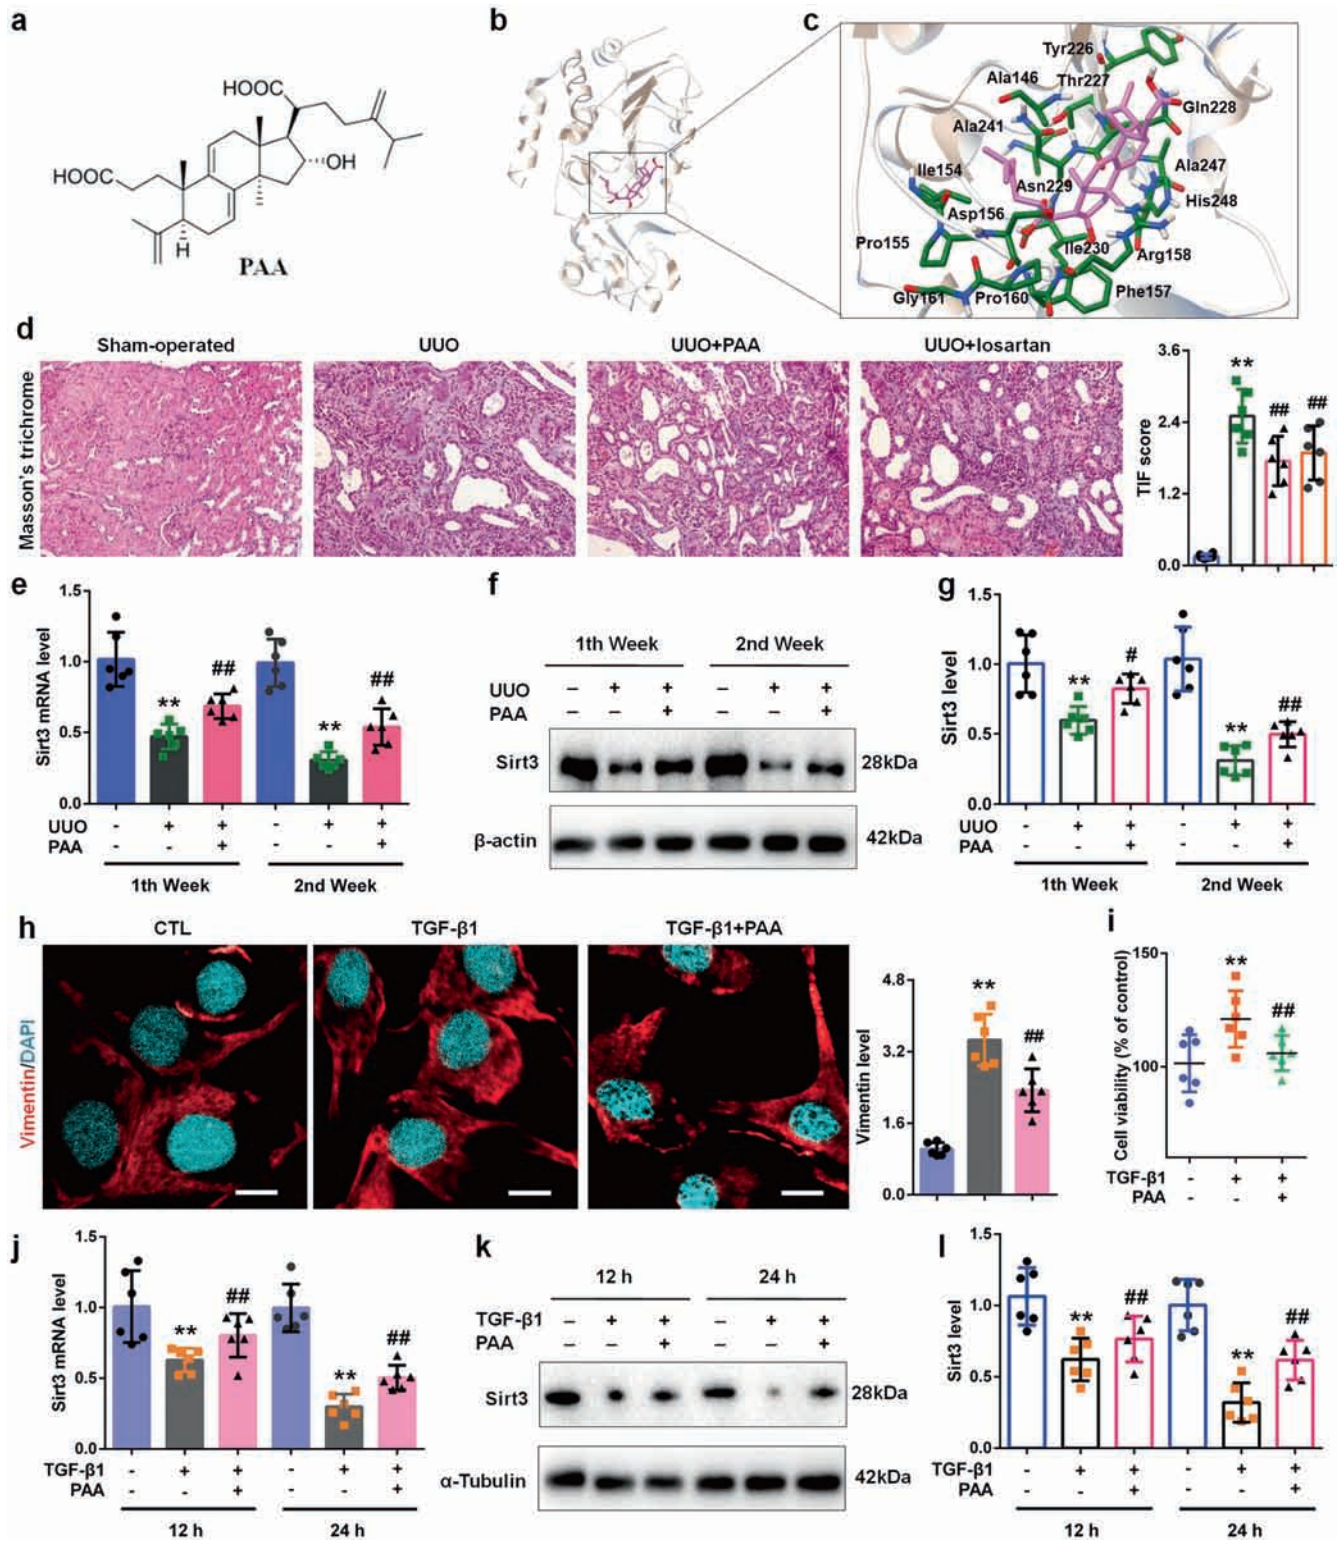 a
HOOC
HOOC
OH
H
PAA
b
c
Tyr226
Ala146
Thr227
Gln228
Ala241
Ala247
Ile154
Asn229
His248
Asp156
Pro155
Ile230
Arg158
Gly161
Pro160
Phe157
d
Sham-operated
UUO
UUO+PAA
UUO+losartan
Masson's trichrome
TIF score
3.6
2.4
1.2
0.0
**
##
##
e
Sirt3 mRNA level
1.5
1.0
0.5
0.0
**
##
**
##
UUO - + + - + +
PAA - - + - - +
1th Week 2nd Week
f
1th Week 2nd Week
UUO – + + – + +
PAA – – + – – +
Sirt3 28kDa
β-actin 42kDa
g
Sirt3 level
1.5
1.0
0.5
0.0
**
#
**
##
UUO - + + - + +
PAA - - + - - +
1th Week 2nd Week
h
CTL
TGF-β1
TGF-β1+PAA
Vimentin/DAPI
Vimentin level
4.8
3.2
1.6
0.0
**
##
i
Cell viability (% of control)
150
100
**
##
TGF-β1 - + +
PAA - - +
j
Sirt3 mRNA level
1.5
1.0
0.5
0.0
**
##
**
##
TGF-β1 - + + - + +
PAA - - + - - +
12 h 24 h
k
12 h 24 h
TGF-β1 – + + – + +
PAA – – + – – +
Sirt3 28kDa
α-Tubulin 42kDa
l
Sirt3 level
1.5
1.0
0.5
0.0
**
##
**
##
TGF-β1 - + + - + +
PAA - - + - - +
12 h 24 h